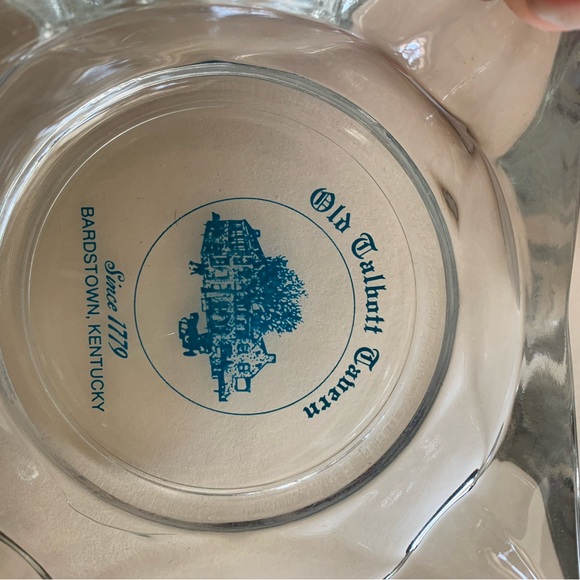 Old Talbott Tavern
Since 1779
BARDSTOWN, KENTUCKY